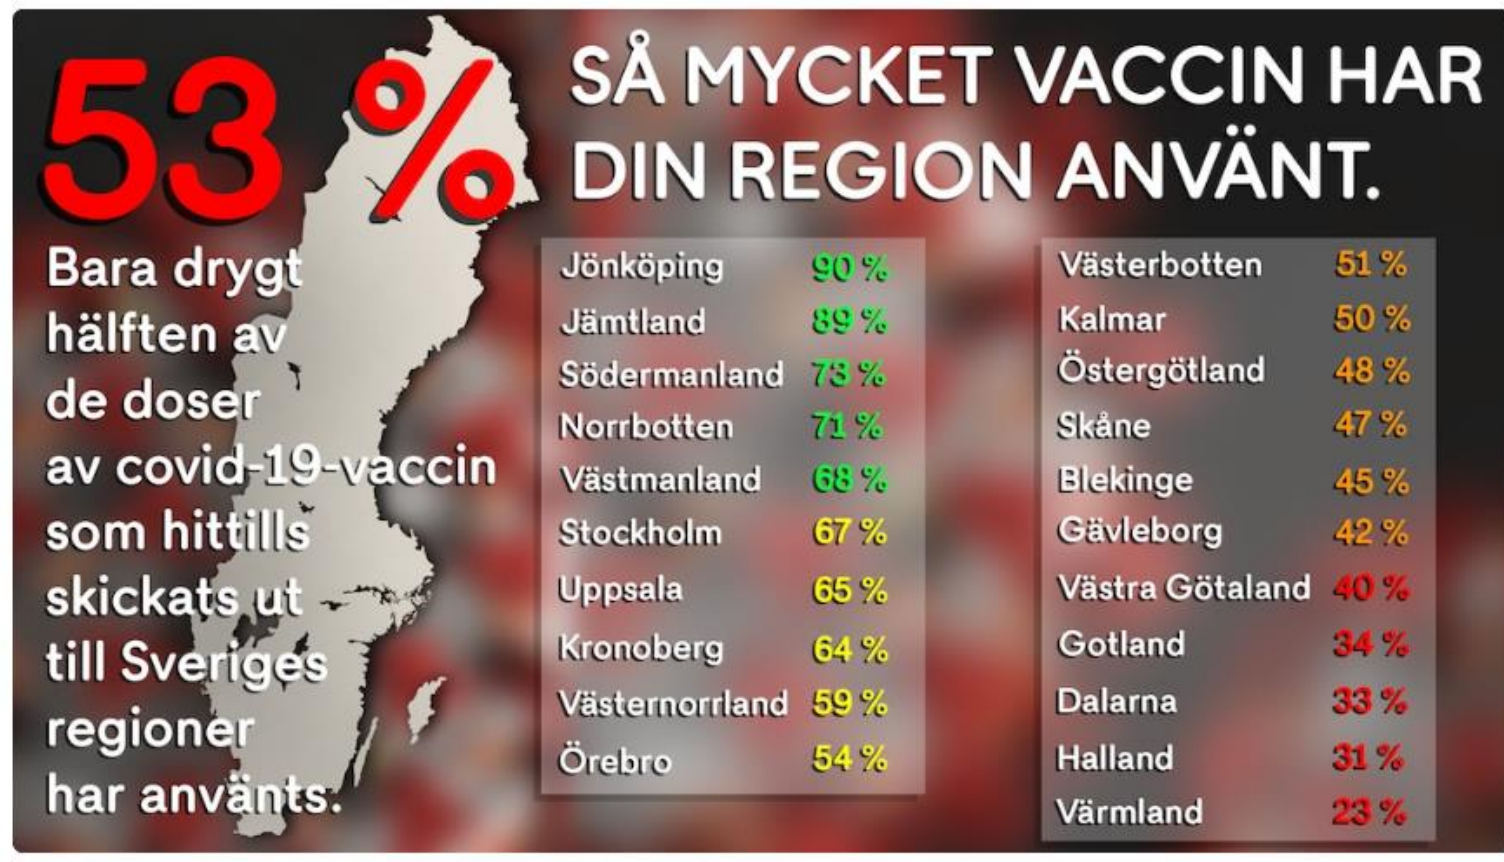 53 %
Bara drygt
hälften av
de doser
av covid-19-vaccin
som hittills
skickats ut
till Sveriges
regioner
har använts.
SÅ MYCKET VACCIN HAR
DIN REGION ANVÄNT.
Jönköping 90 %
Jämtland 89 %
Södermanland 73 %
Norrbotten 71 %
Västmanland 68 %
Stockholm 67 %
Uppsala 65 %
Kronoberg 64 %
Västernorrland 59 %
Örebro 54 %
Västerbotten 51 %
Kalmar 50 %
Östergötland 48 %
Skåne 47 %
Blekinge 45 %
Gävleborg 42 %
Västra Götaland 40 %
Gotland 34 %
Dalarna 33 %
Halland 31 %
Värmland 23 %